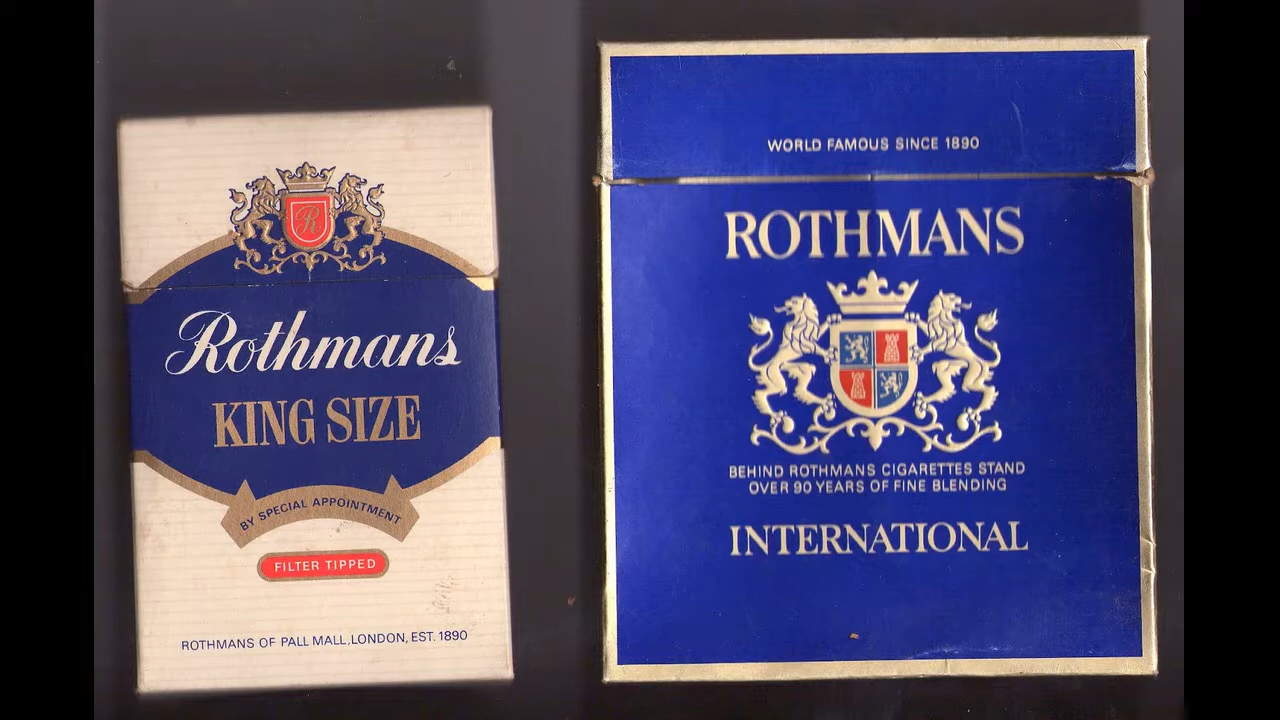 R
Rothmans
KING SIZE
BY SPECIAL APPOINTMENT
FILTER TIPPED
ROTHMANS OF PALL MALL, LONDON, EST. 1890
WORLD FAMOUS SINCE 1890
ROTHMANS
BEHIND ROTHMANS CIGARETTES STAND
OVER 90 YEARS OF FINE BLENDING
INTERNATIONAL